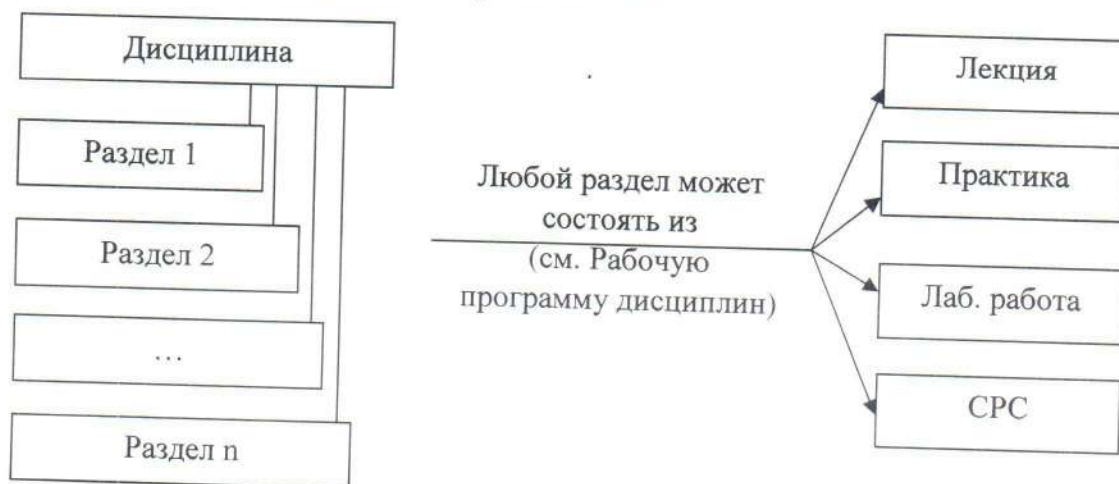 Дисциплина
Раздел 1
Раздел 2
...
Раздел n
Любой раздел может
состоять из
(см. Рабочую
программу дисциплин)
Лекция
Практика
Лаб. работа
СРС